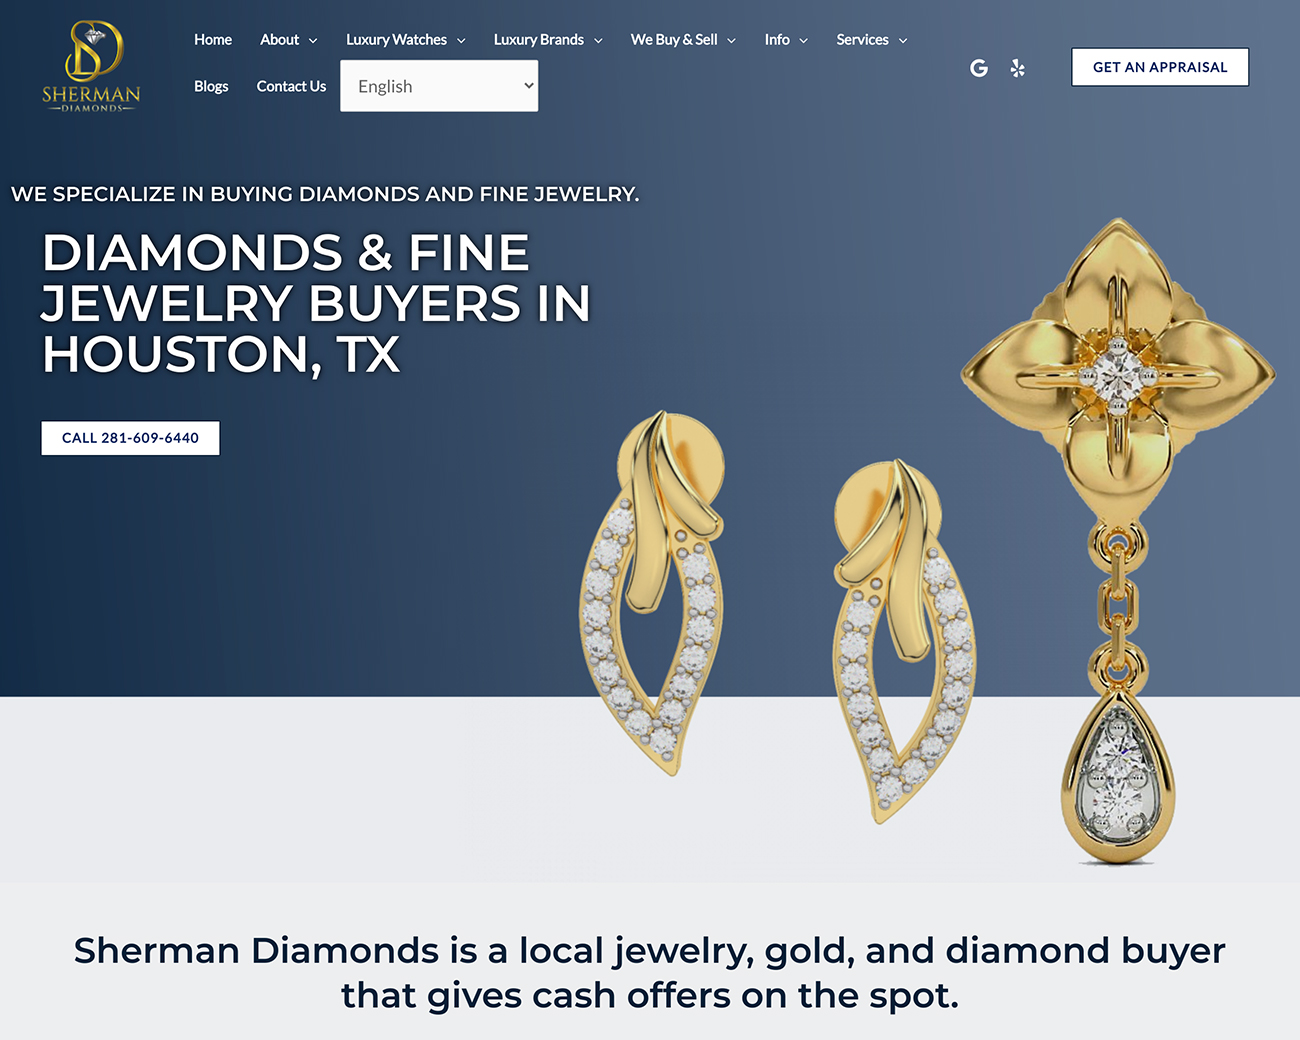 SHERMAN
DIAMONDS
Home About Luxury Watches Luxury Brands We Buy & Sell Info Services
Blogs Contact Us English
GET AN APPRAISAL
WE SPECIALIZE IN BUYING DIAMONDS AND FINE JEWELRY.
DIAMONDS & FINE
JEWELRY BUYERS IN
HOUSTON, TX
CALL 281-609-6440
Sherman Diamonds is a local jewelry, gold, and diamond buyer
that gives cash offers on the spot.